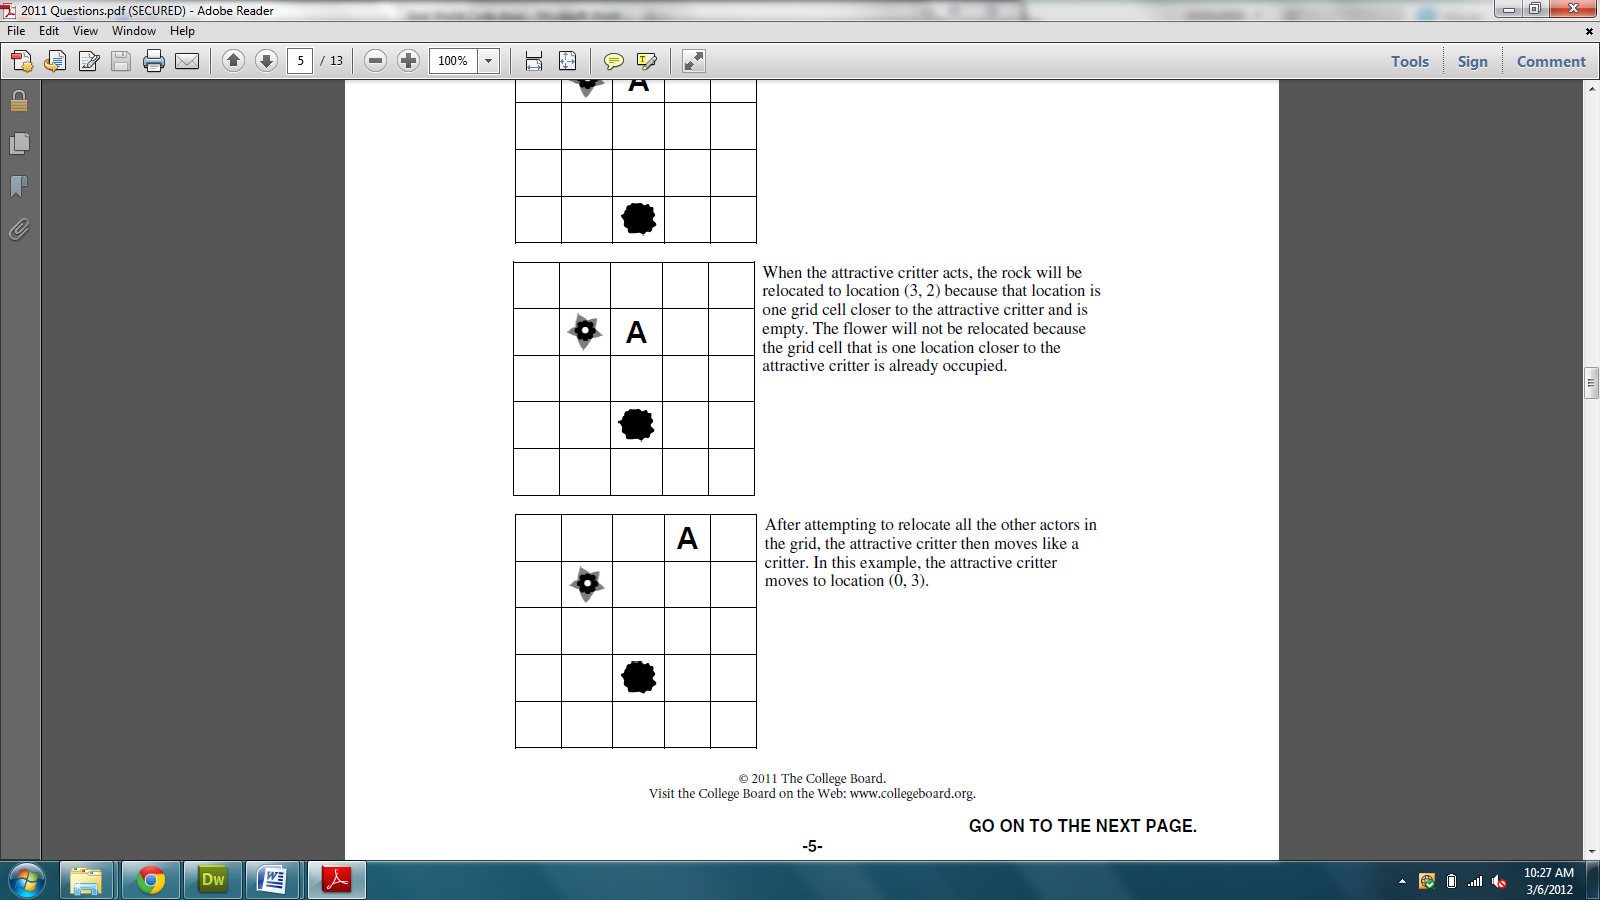 2011 Questions.pdf (SECURED) - Adobe Reader
File Edit View Window Help
5 / 13 100% Tools Sign Comment
A
When the attractive critter acts, the rock will be
relocated to location (3, 2) because that location is
one grid cell closer to the attractive critter and is
empty. The flower will not be relocated because
the grid cell that is one location closer to the
attractive critter is already occupied.
A
A
After attempting to relocate all the other actors in
the grid, the attractive critter then moves like a
critter. In this example, the attractive critter
moves to location (0, 3).
© 2011 The College Board.
Visit the College Board on the Web: www.collegeboard.org.
GO ON TO THE NEXT PAGE.
-5-
Dw
W
10:27 AM
3/6/2012